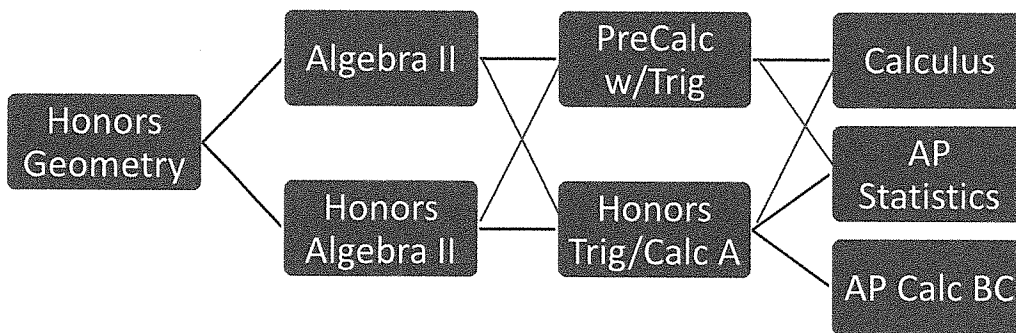 Honors
Geometry
Algebra II
Honors
Algebra II
PreCalc
w/Trig
Honors
Trig/Calc A
Calculus
AP
Statistics
AP Calc BC